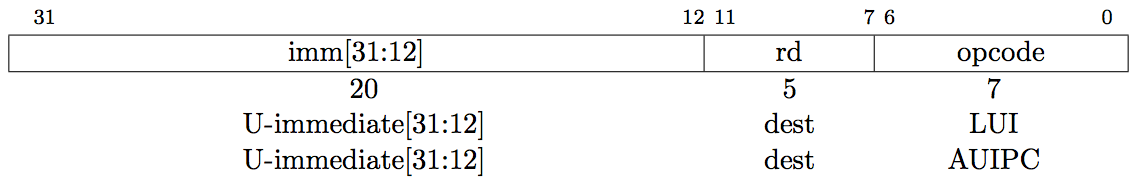 31 12 11 7 6 0
imm[31:12] rd opcode
20 5 7
U-immediate[31:12] dest LUI
U-immediate[31:12] dest AUIPC